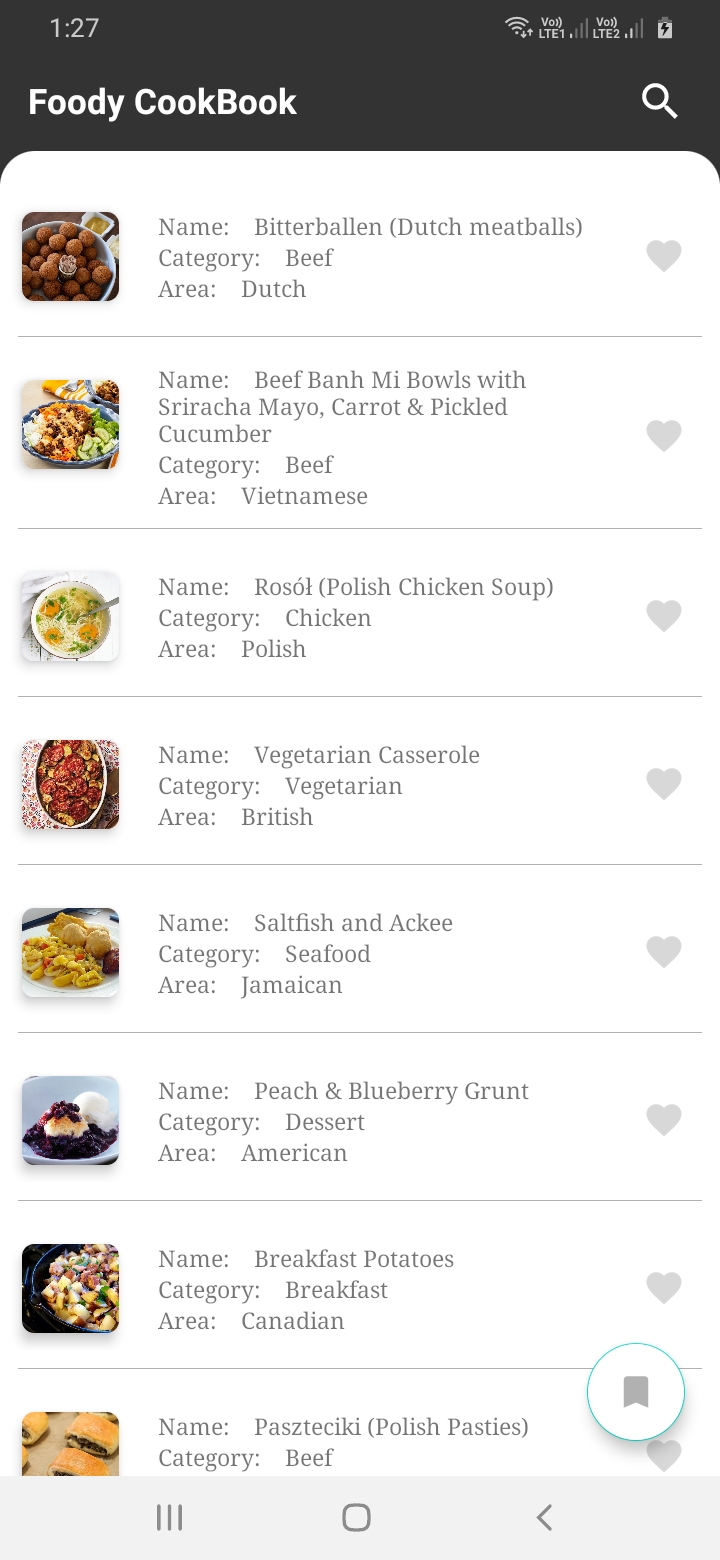 1:27
Vo)) LTE1 Vo)) LTE2
Foody CookBook
Name: Bitterballen (Dutch meatballs)
Category: Beef
Area: Dutch
Name: Beef Banh Mi Bowls with
Sriracha Mayo, Carrot & Pickled
Cucumber
Category: Beef
Area: Vietnamese
Name: Rosół (Polish Chicken Soup)
Category: Chicken
Area: Polish
Name: Vegetarian Casserole
Category: Vegetarian
Area: British
Name: Saltfish and Ackee
Category: Seafood
Area: Jamaican
Name: Peach & Blueberry Grunt
Category: Dessert
Area: American
Name: Breakfast Potatoes
Category: Breakfast
Area: Canadian
Name: Paszteciki (Polish Pasties)
Category: Beef